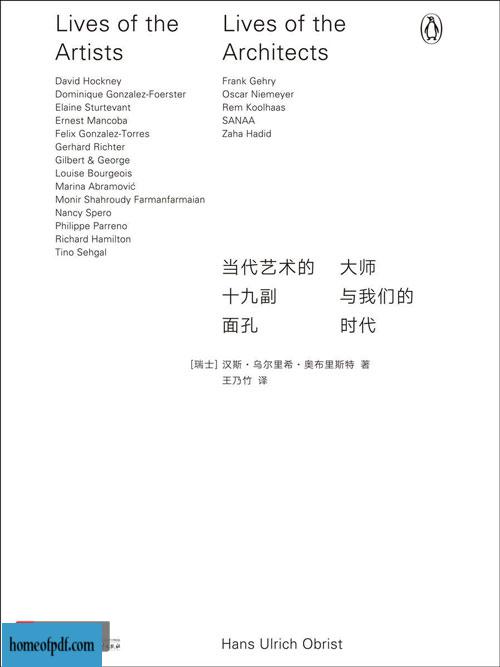 Lives of the
Artists
David Hockney
Dominique Gonzalez-Foerster
Elaine Sturtevant
Ernest Mancoba
Felix Gonzalez-Torres
Gerhard Richter
Gilbert & George
Louise Bourgeois
Marina Abramović
Monir Shahroudy Farmanfarmaian
Nancy Spero
Philippe Parreno
Richard Hamilton
Tino Sehgal
Lives of the
Architects
Frank Gehry
Oscar Niemeyer
Rem Koolhaas
SANAA
Zaha Hadid
当代艺术的
十九副
面孔
大师
与我们的
时代
[瑞士] 汉斯·乌尔里希·奥布里斯特 著
王乃竹 译
homeofpdf.com
Hans Ulrich Obrist